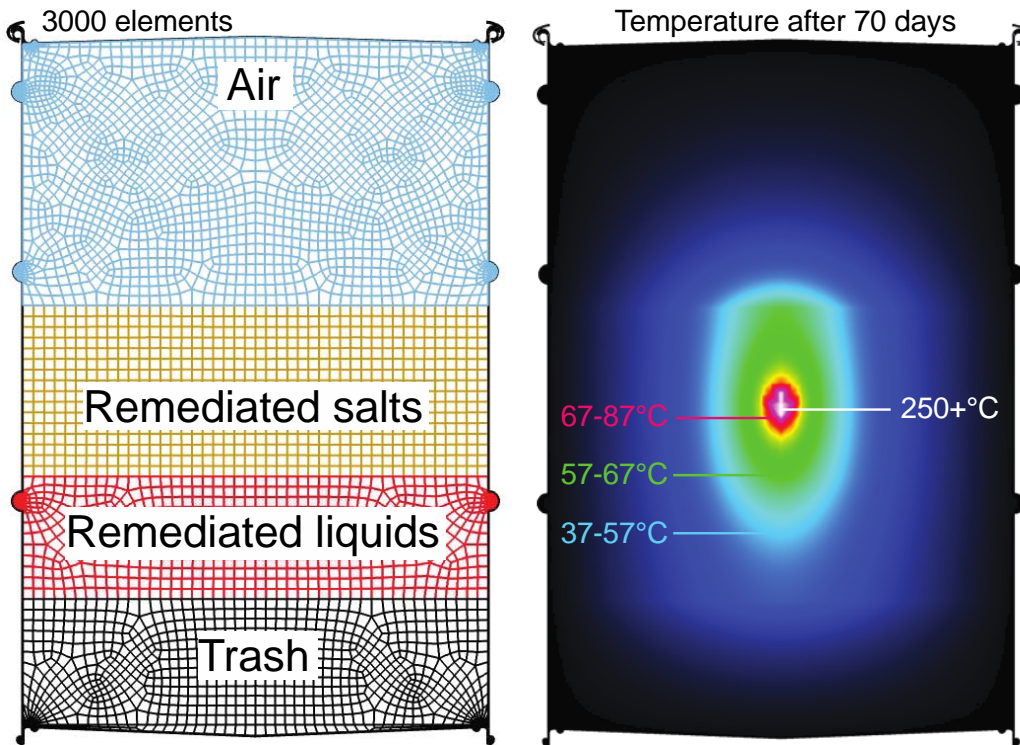 3000 elements
Air
Remediated salts
Remediated liquids
Trash
Temperature after 70 days
250+°C
67-87°C
57-67°C
37-57°C